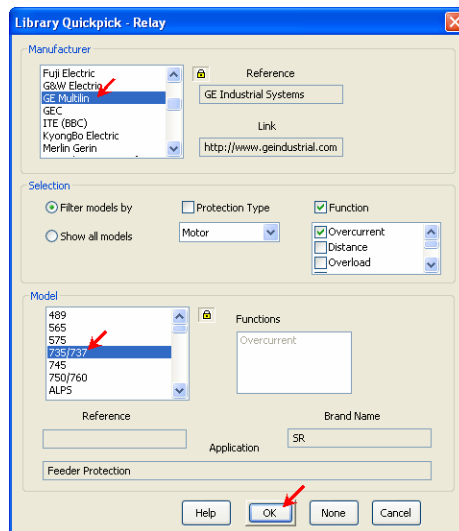 Library Quickpick - Relay
Manufacturer
Fuji Electric
G&W Electric
GE Multilin
GEC
ITE (BBC)
KyongBo Electric
Merlin Gerin
Reference
GE Industrial Systems
Link
http://www.geindustrial.com
Selection
Filter models by
Protection Type
Function
Show all models
Motor
Overcurrent
Distance
Overload
Model
489
565
575
735/737
745
750/760
ALPS
Functions
Overcurrent
Reference
Brand Name
SR
Application
Feeder Protection
Help
OK
None
Cancel